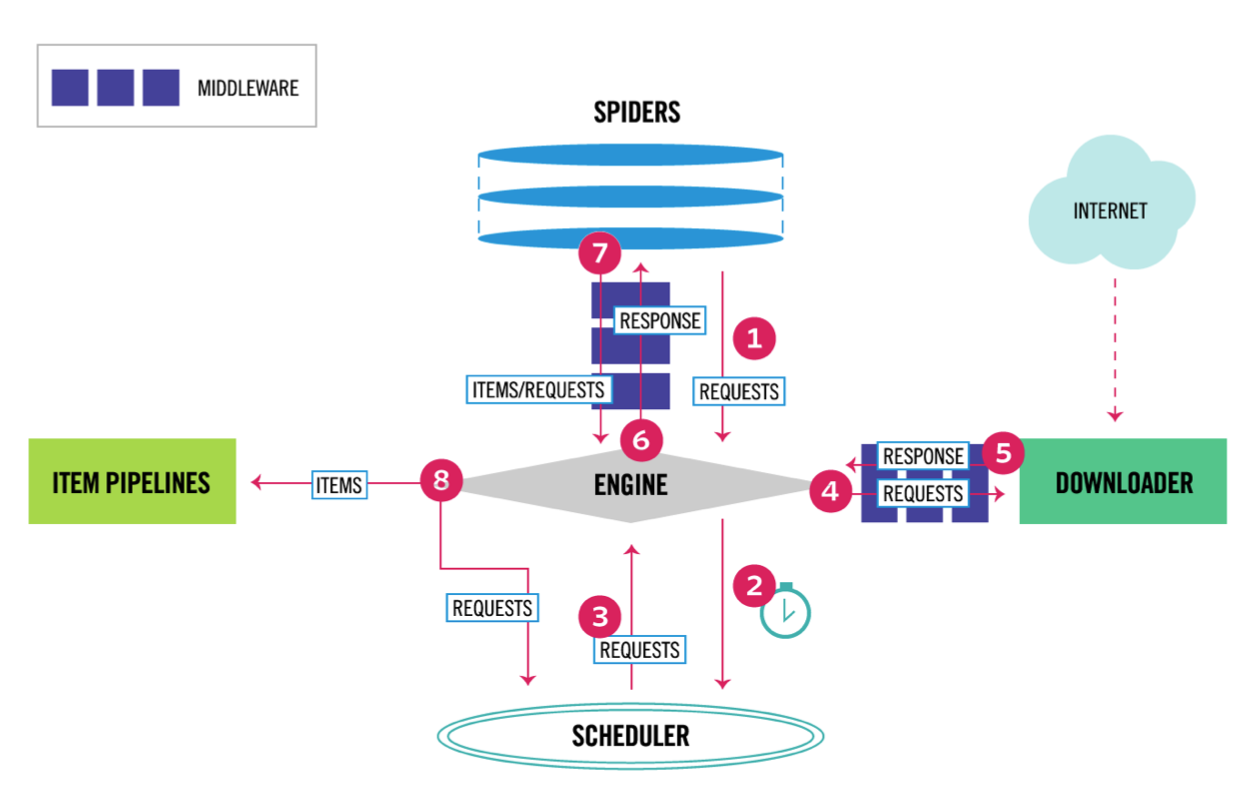 MIDDLEWARE
SPIDERS
INTERNET
7
RESPONSE
1
ITEMS/REQUESTS
REQUESTS
6
RESPONSE
5
ITEM PIPELINES
ITEMS
8
ENGINE
4
REQUESTS
DOWNLOADER
2
REQUESTS
3
REQUESTS
SCHEDULER